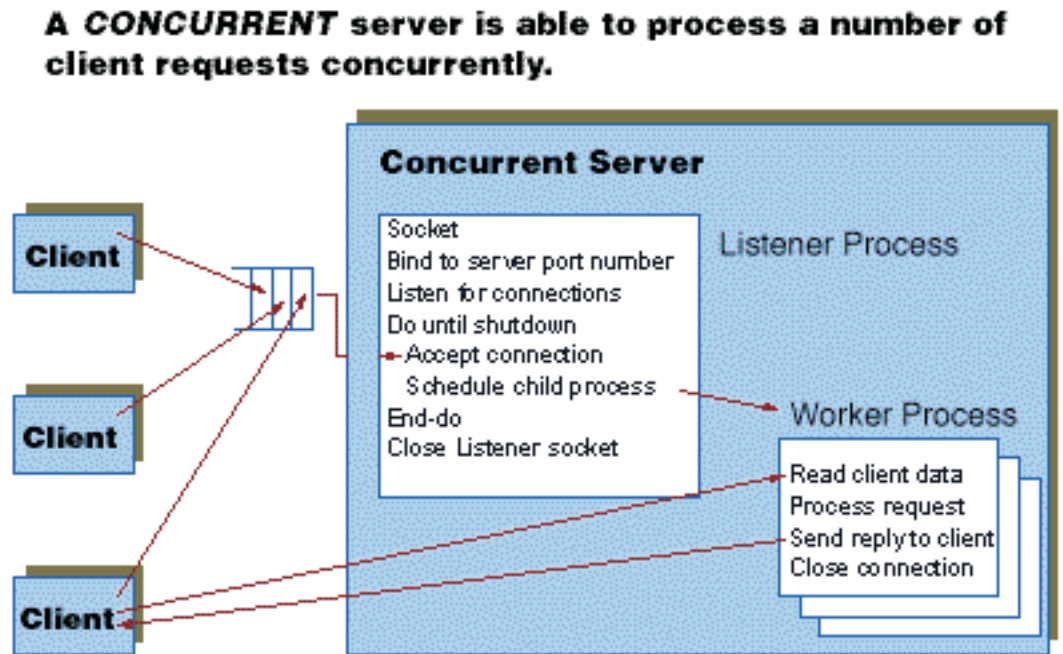 A CONCURRENT server is able to process a number of
client requests concurrently.
Concurrent Server
Client
Client
Client
Socket
Bind to server port number
Listen for connections
Do until shutdown
Accept connection
Schedule child process
End-do
Close Listener socket
Listener Process
Worker Process
Read client data
Process request
Send reply to client
Close connection